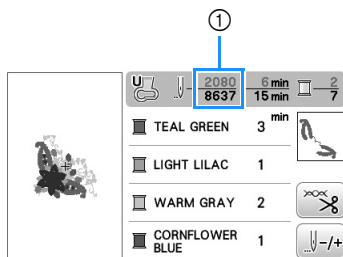 ①
U 2080 6 min 2
8637 15 min 7
min
TEAL GREEN 3
LIGHT LILAC 1
WARM GRAY 2
CORNFLOWER
BLUE 1
-/+